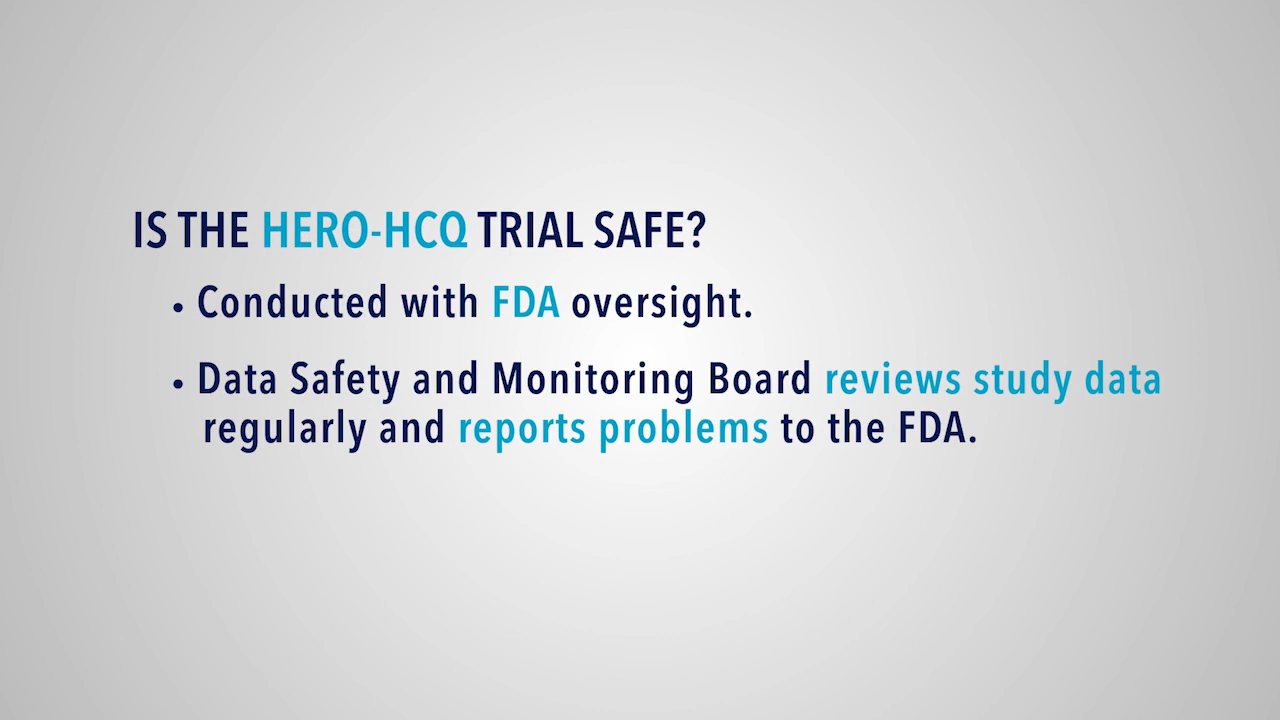 IS THE HERO-HCQ TRIAL SAFE?
• Conducted with FDA oversight.
• Data Safety and Monitoring Board reviews study data
regularly and reports problems to the FDA.